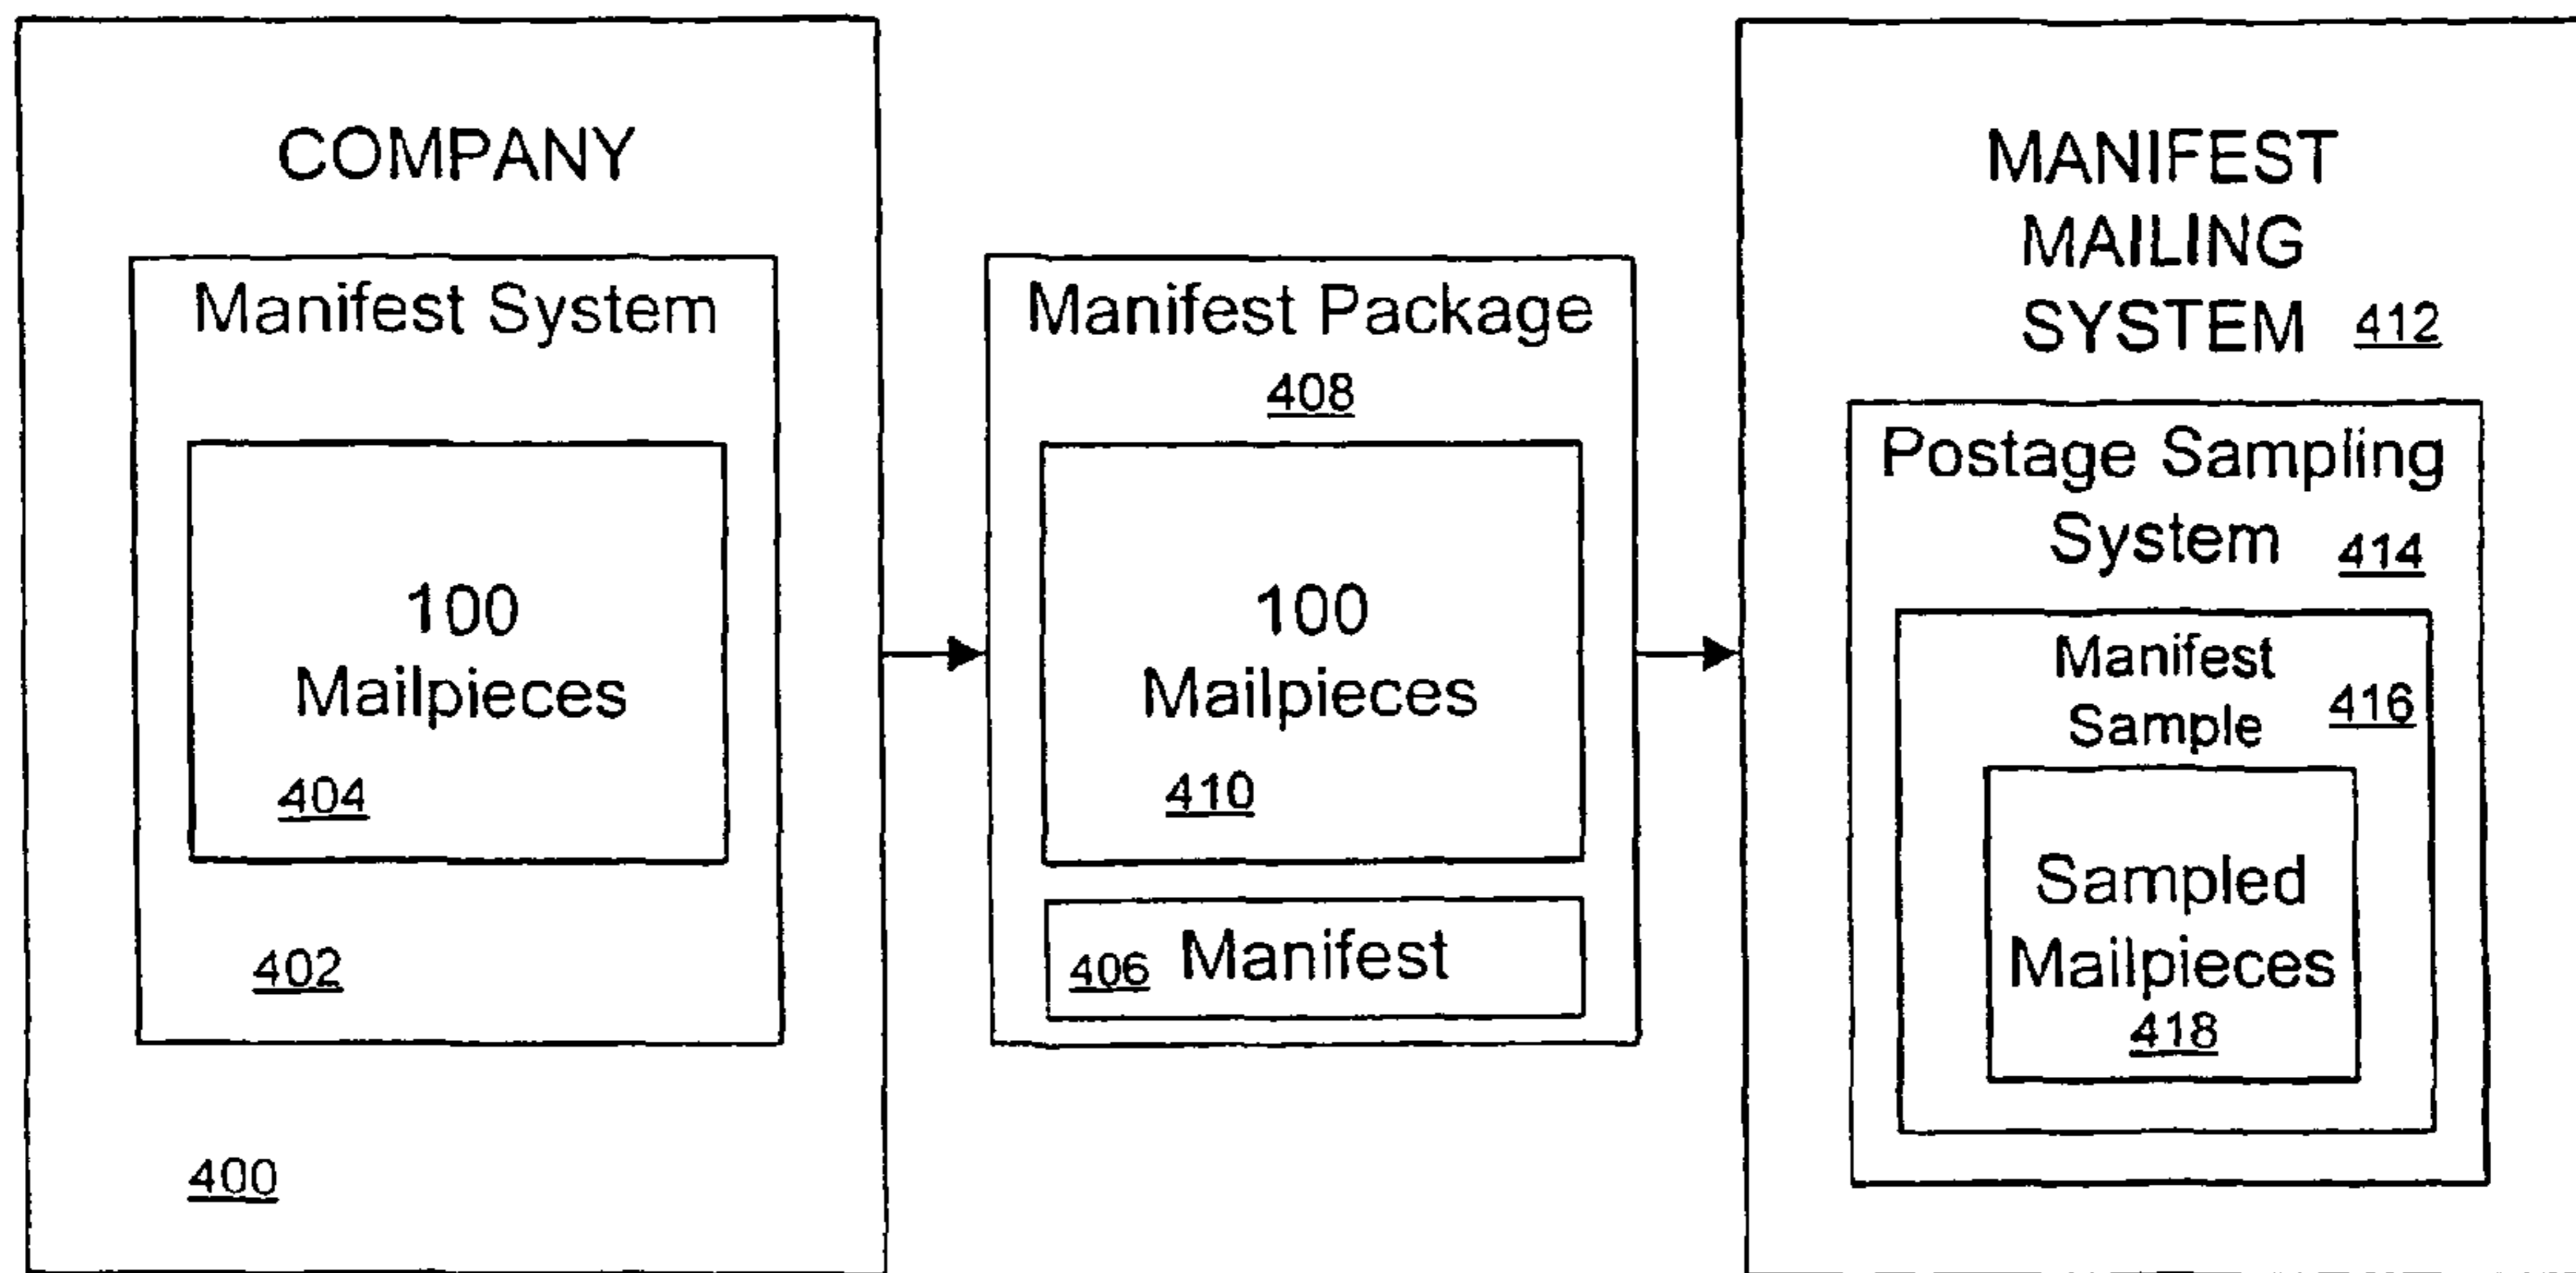 COMPANY
Manifest System
100
Mailpieces
404
402
400
Manifest Package
408
100
Mailpieces
410
406 Manifest
MANIFEST
MAILING
SYSTEM 412
Postage Sampling
System 414
Manifest
Sample 416
Sampled
Mailpieces
418